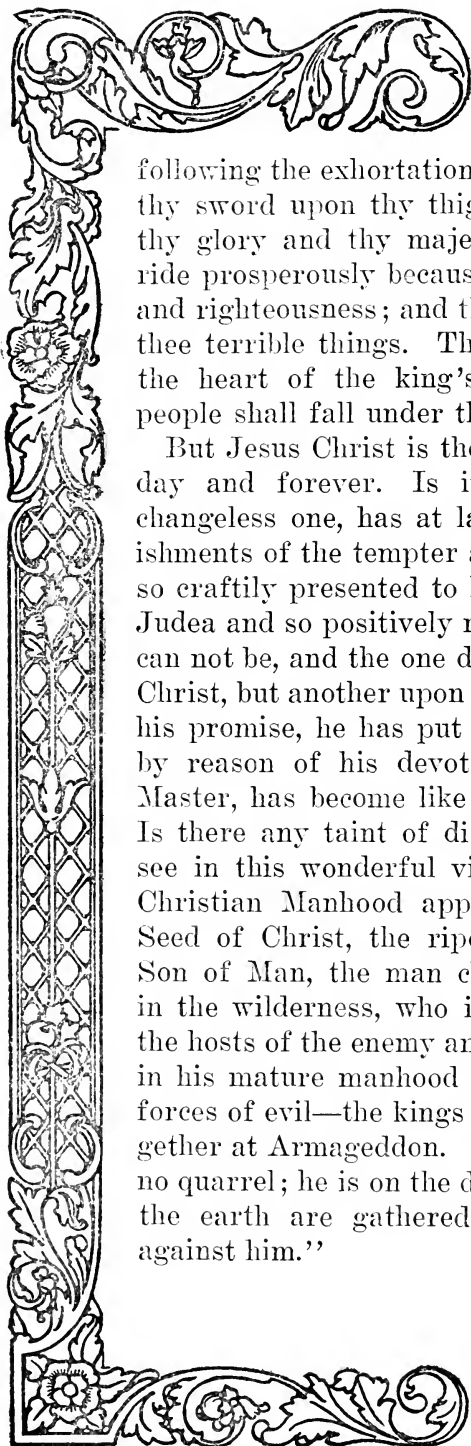 following the exhortation
thy sword upon thy thig
thy glory and thy maje
ride prosperously becaus
and righteousness; and t
thee terrible things. Th
the heart of the king's
people shall fall under th
But Jesus Christ is the
day and forever. Is i
changeless one, has at la
ishments of the tempter a
so craftily presented to 
Judea and so positively r
can not be, and the one d
Christ, but another upon
his promise, he has put
by reason of his devot
Master, has become like
Is there any taint of di
see in this wonderful vi
Christian Manhood app
Seed of Christ, the rip
Son of Man, the man c
in the wilderness, who i
the hosts of the enemy an
in his mature manhood
forces of evil—the kings
gether at Armageddon.
no quarrel; he is on the d
the earth are gathered
against him."